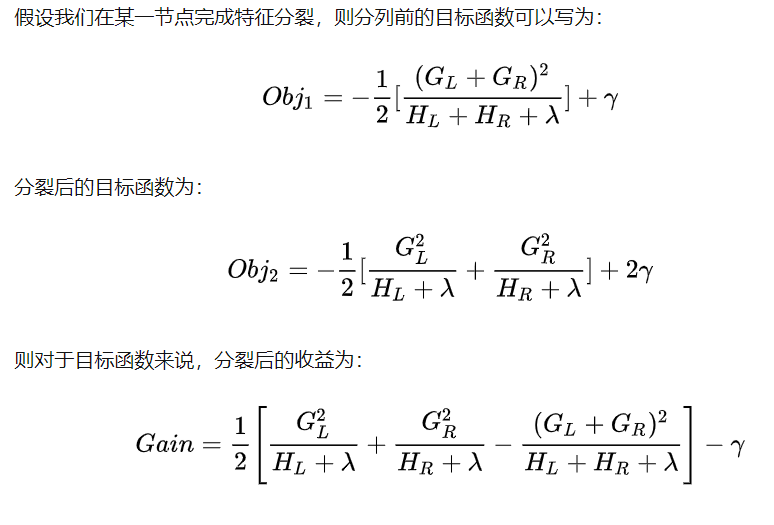 假设我们在某一节点完成特征分裂，则分列前的目标函数可以写为：
$Obj_1 = -\frac{1}{2}[\frac{(G_L + G_R)^2}{H_L + H_R + \lambda}] + \gamma$
分裂后的目标函数为：
$Obj_2 = -\frac{1}{2}[\frac{G_L^2}{H_L + \lambda} + \frac{G_R^2}{H_R + \lambda}] + 2\gamma$
则对于目标函数来说，分裂后的收益为：
$Gain = \frac{1}{2}\left[\frac{G_L^2}{H_L + \lambda} + \frac{G_R^2}{H_R + \lambda} - \frac{(G_L + G_R)^2}{H_L + H_R + \lambda}\right] - \gamma$